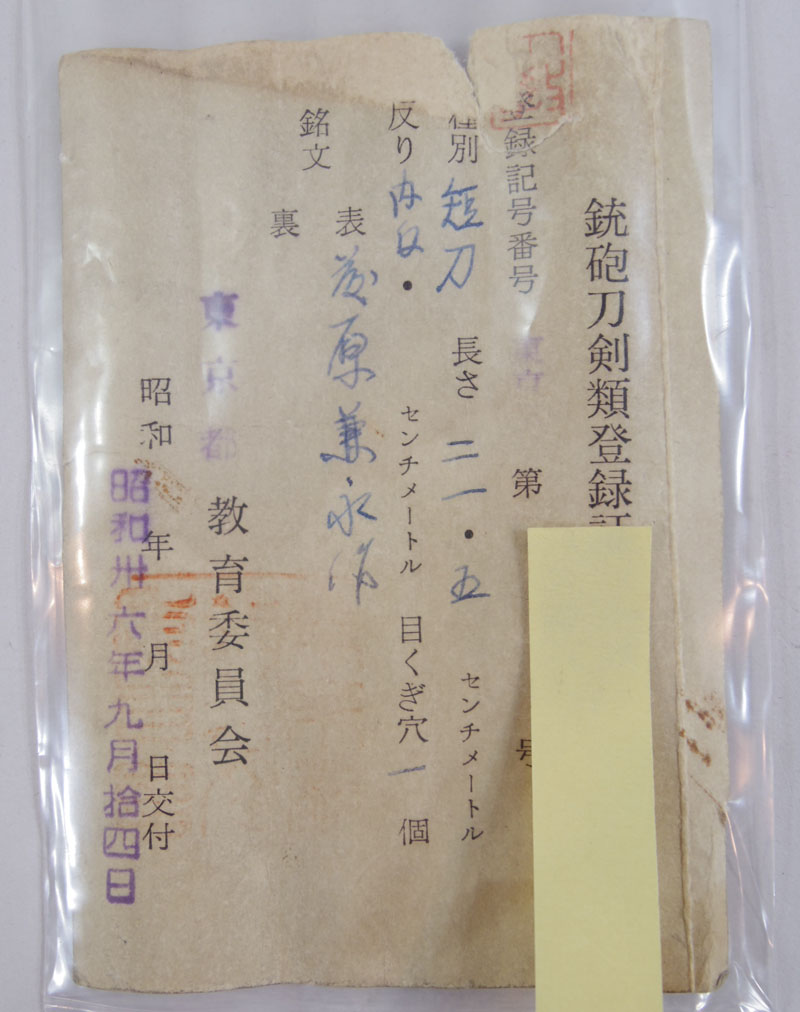 銃砲刀剣類登録証
登録記号番号 東京 第 号
種別 短刀 長さ 二一・五 センチメートル
反り 内反・ センチメートル 目くぎ穴 一 個
銘文 表 藤原兼永作
裏
東京都 教育委員会
昭和 年 月 日交付
昭和卅六年九月拾四日